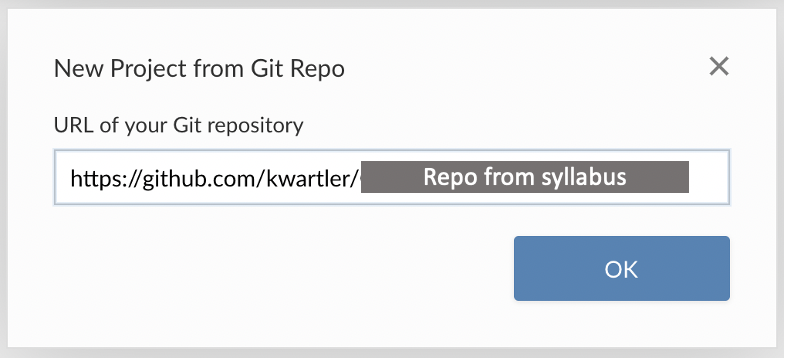 New Project from Git Repo
URL of your Git repository
https://github.com/kwartler/ Repo from syllabus
OK